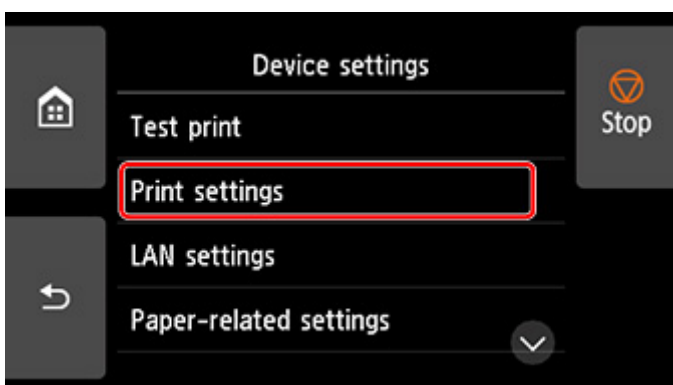 Device settings
Stop
Test print
Print settings
LAN settings
Paper-related settings